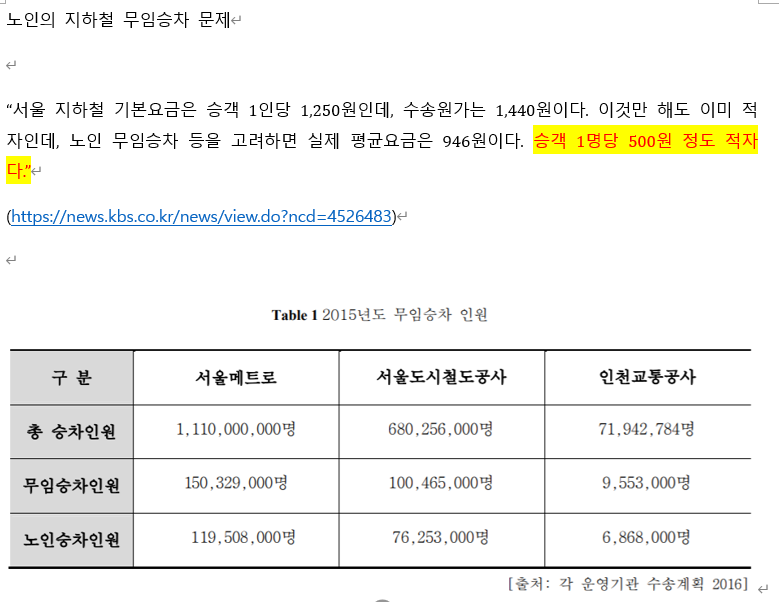 노인의 지하철 무임승차 문제
“서울 지하철 기본요금은 승객 1인당 1,250원인데, 수송원가는 1,440원이다. 이것만 해도 이미 적
자인데, 노인 무임승차 등을 고려하면 실제 평균요금은 946원이다. 승객 1명당 500원 정도 적자
다.”
(https://news.kbs.co.kr/news/view.do?ncd=4526483)
Table 1 2015년도 무임승차 인원
구 분 서울메트로 서울도시철도공사 인천교통공사
총 승차인원 1,110,000,000명 680,256,000명 71,942,784명
무임승차인원 150,329,000명 100,465,000명 9,553,000명
노인승차인원 119,508,000명 76,253,000명 6,868,000명
[출처: 각 운영기관 수송계획 2016]